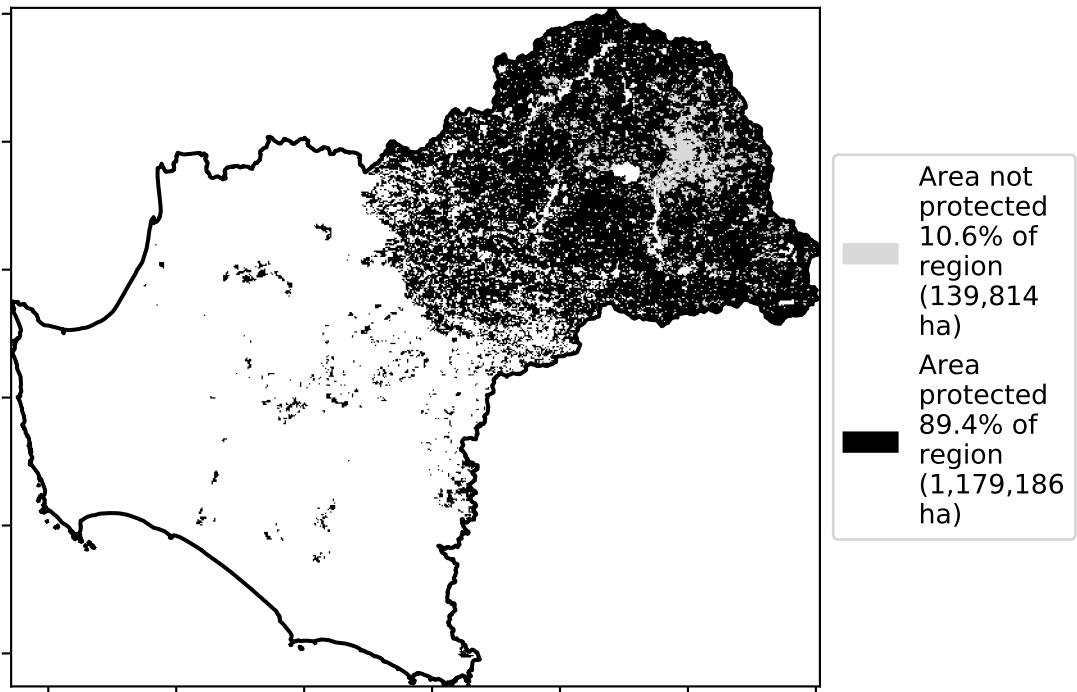 Area not
protected
10.6% of
region
(139,814
ha)
Area
protected
89.4% of
region
(1,179,186
ha)